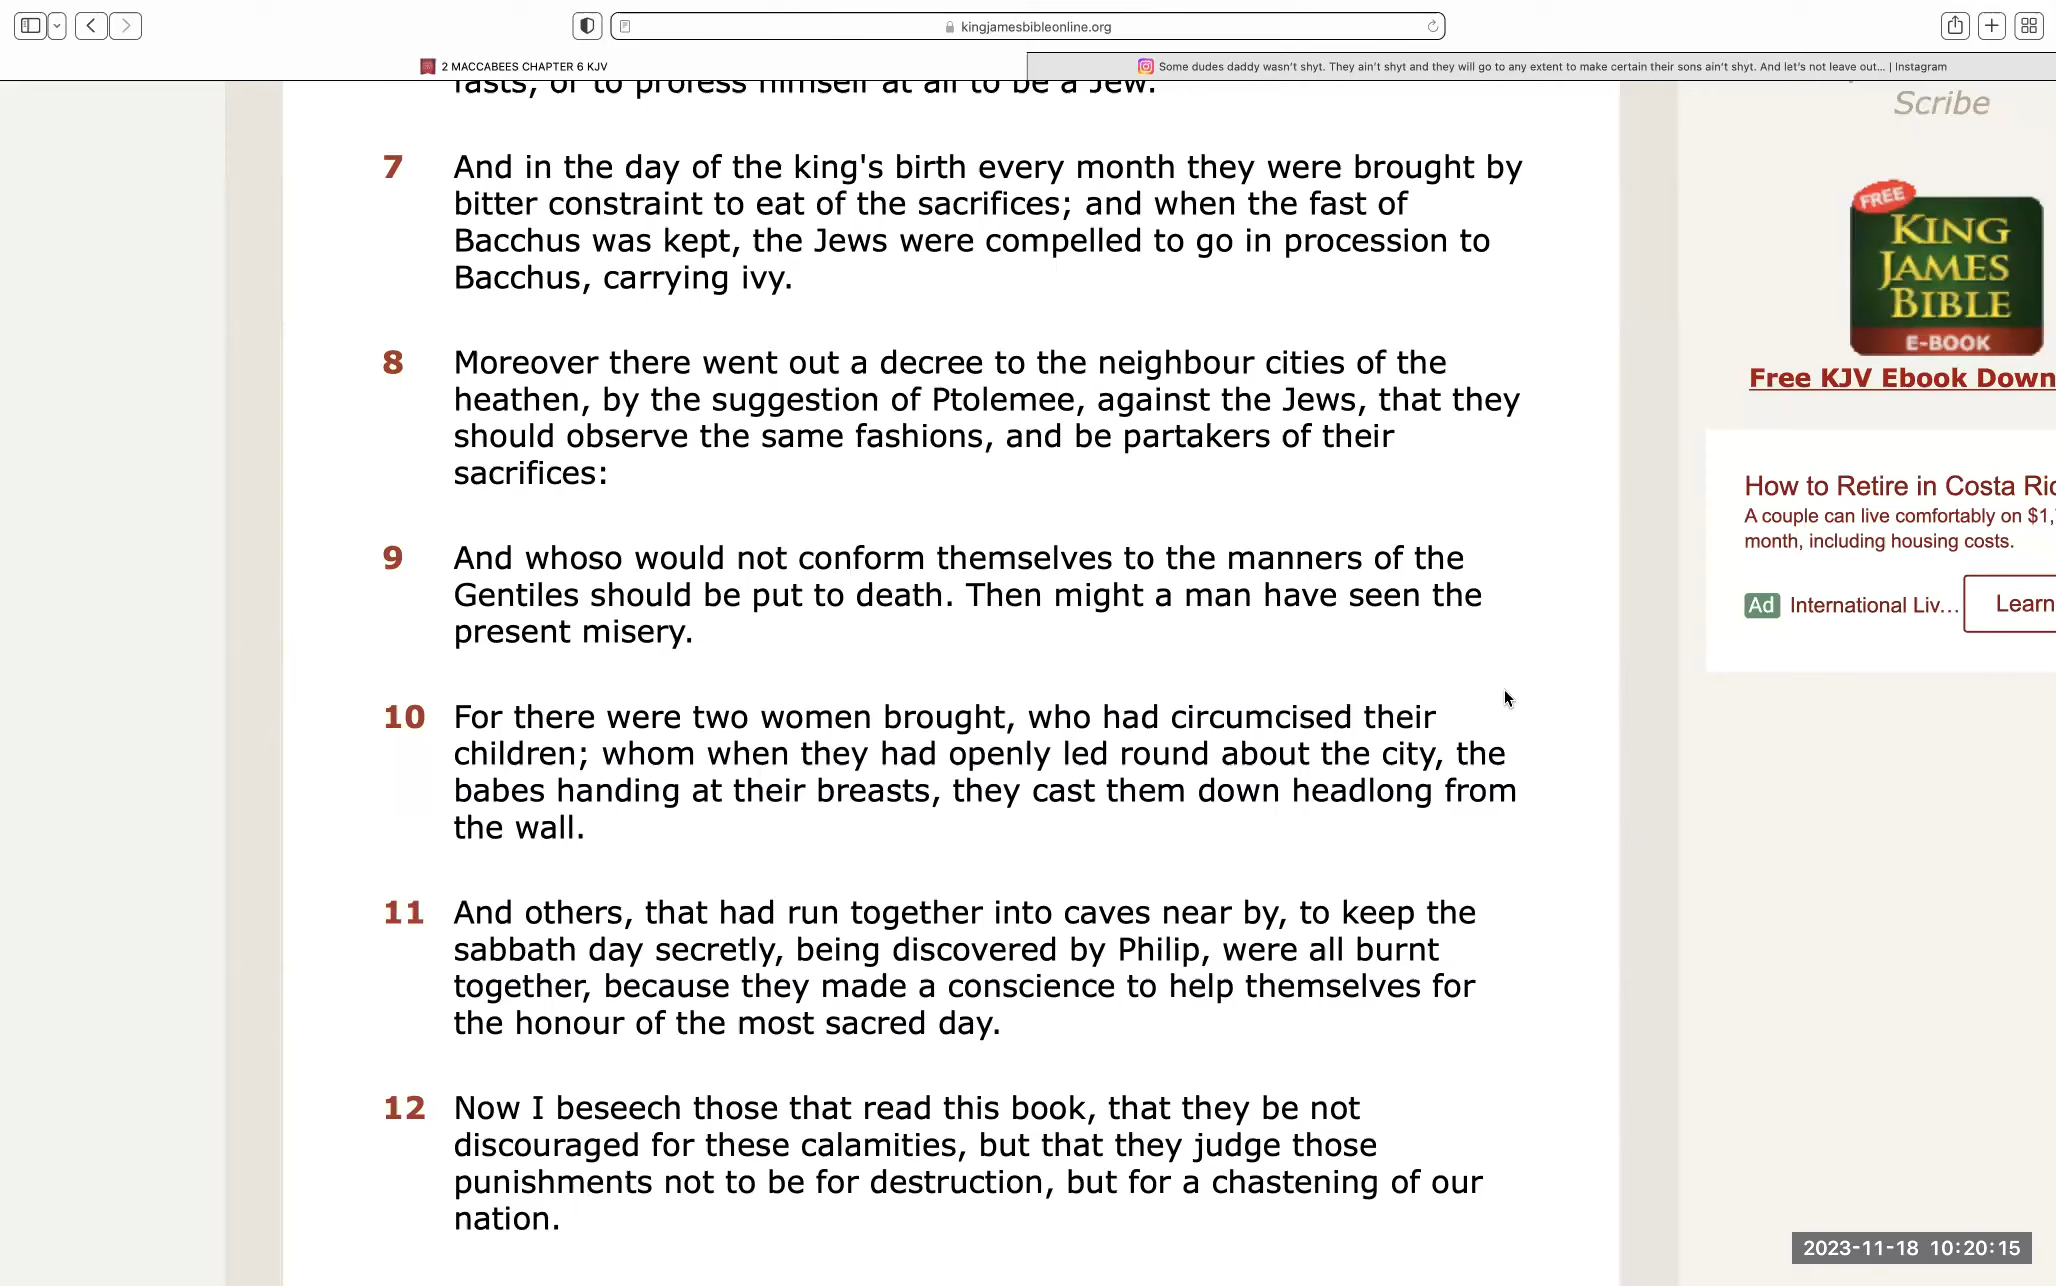 kingjamesbibleonline.org
2 MACCABEES CHAPTER 6 KJV
Some dudes daddy wasn't shyt. They ain't shyt and they will go to any extent to make certain their sons ain't shyt. And let's not leave out... | Instagram
fasts, or to profess himself at all to be a Jew.
7 And in the day of the king's birth every month they were brought by
bitter constraint to eat of the sacrifices; and when the fast of
Bacchus was kept, the Jews were compelled to go in procession to
Bacchus, carrying ivy.
8 Moreover there went out a decree to the neighbour cities of the
heathen, by the suggestion of Ptolemee, against the Jews, that they
should observe the same fashions, and be partakers of their
sacrifices:
9 And whoso would not conform themselves to the manners of the
Gentiles should be put to death. Then might a man have seen the
present misery.
10 For there were two women brought, who had circumcised their
children; whom when they had openly led round about the city, the
babes handing at their breasts, they cast them down headlong from
the wall.
11 And others, that had run together into caves near by, to keep the
sabbath day secretly, being discovered by Philip, were all burnt
together, because they made a conscience to help themselves for
the honour of the most sacred day.
12 Now I beseech those that read this book, that they be not
discouraged for these calamities, but that they judge those
punishments not to be for destruction, but for a chastening of our
nation.
Scribe
FREE
KING
JAMES
BIBLE
E-BOOK
Free KJV Ebook Down
How to Retire in Costa Ric
A couple can live comfortably on $1,
month, including housing costs.
Ad International Liv... Learn
2023-11-18 10:20:15